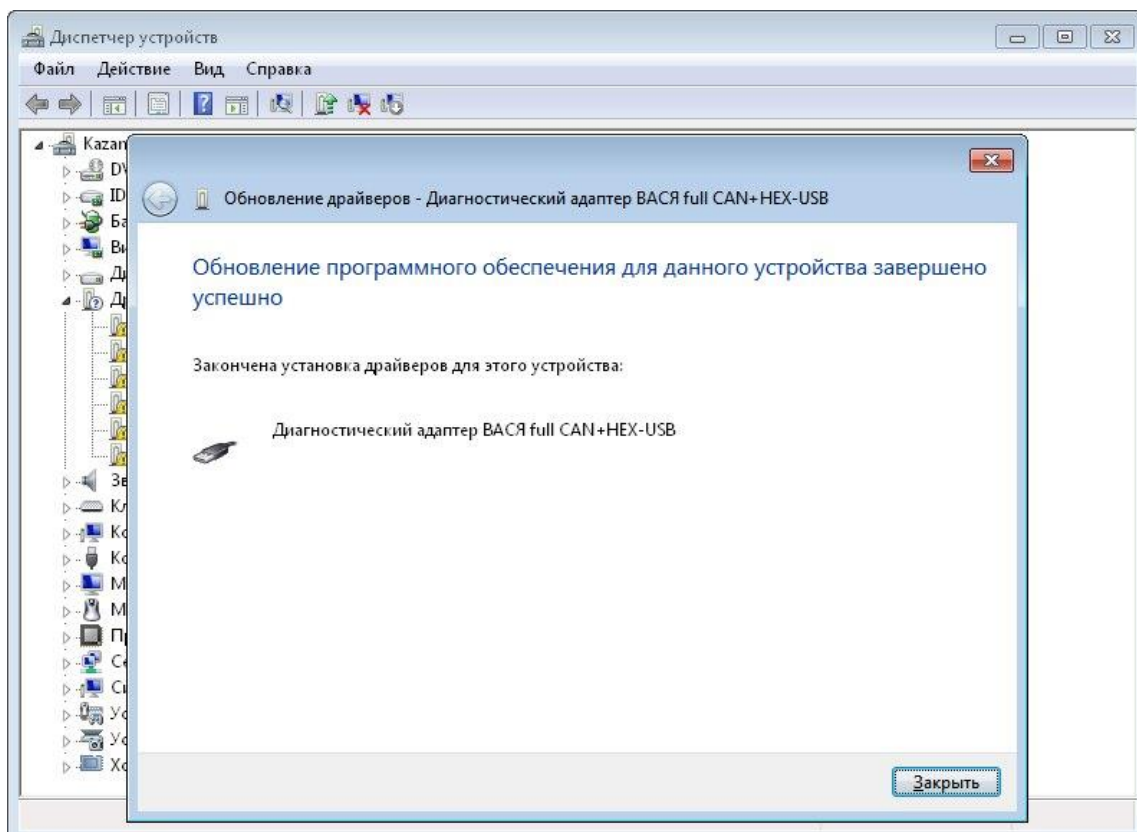 Диспетчер устройств
Файл Действие Вид Справка
Kazan
Обновление драйверов - Диагностический адаптер ВАСЯ full CAN+HEX-USB
Обновление программного обеспечения для данного устройства завершено
успешно
Закончена установка драйверов для этого устройства:
Диагностический адаптер ВАСЯ full CAN+HEX-USB
Закрыть